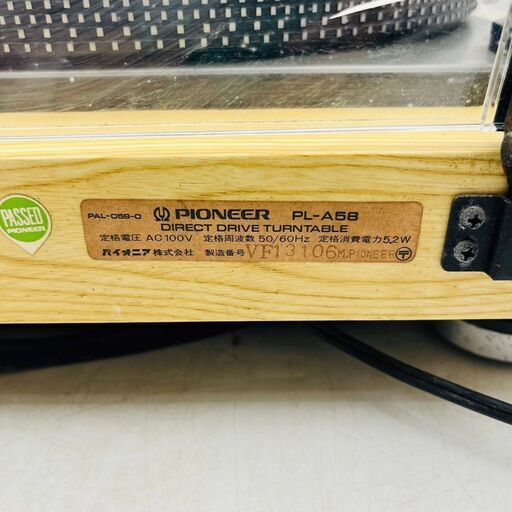 PASSED
PIONEER
PAL-059-0 PIONEER PL-A58
DIRECT DRIVE TURNTABLE
定格電圧 AC100V 定格周波数 50/60Hz 定格消費電力5.2W
パイオニア株式会社 製造番号 VF13106M.PIONEER 〒